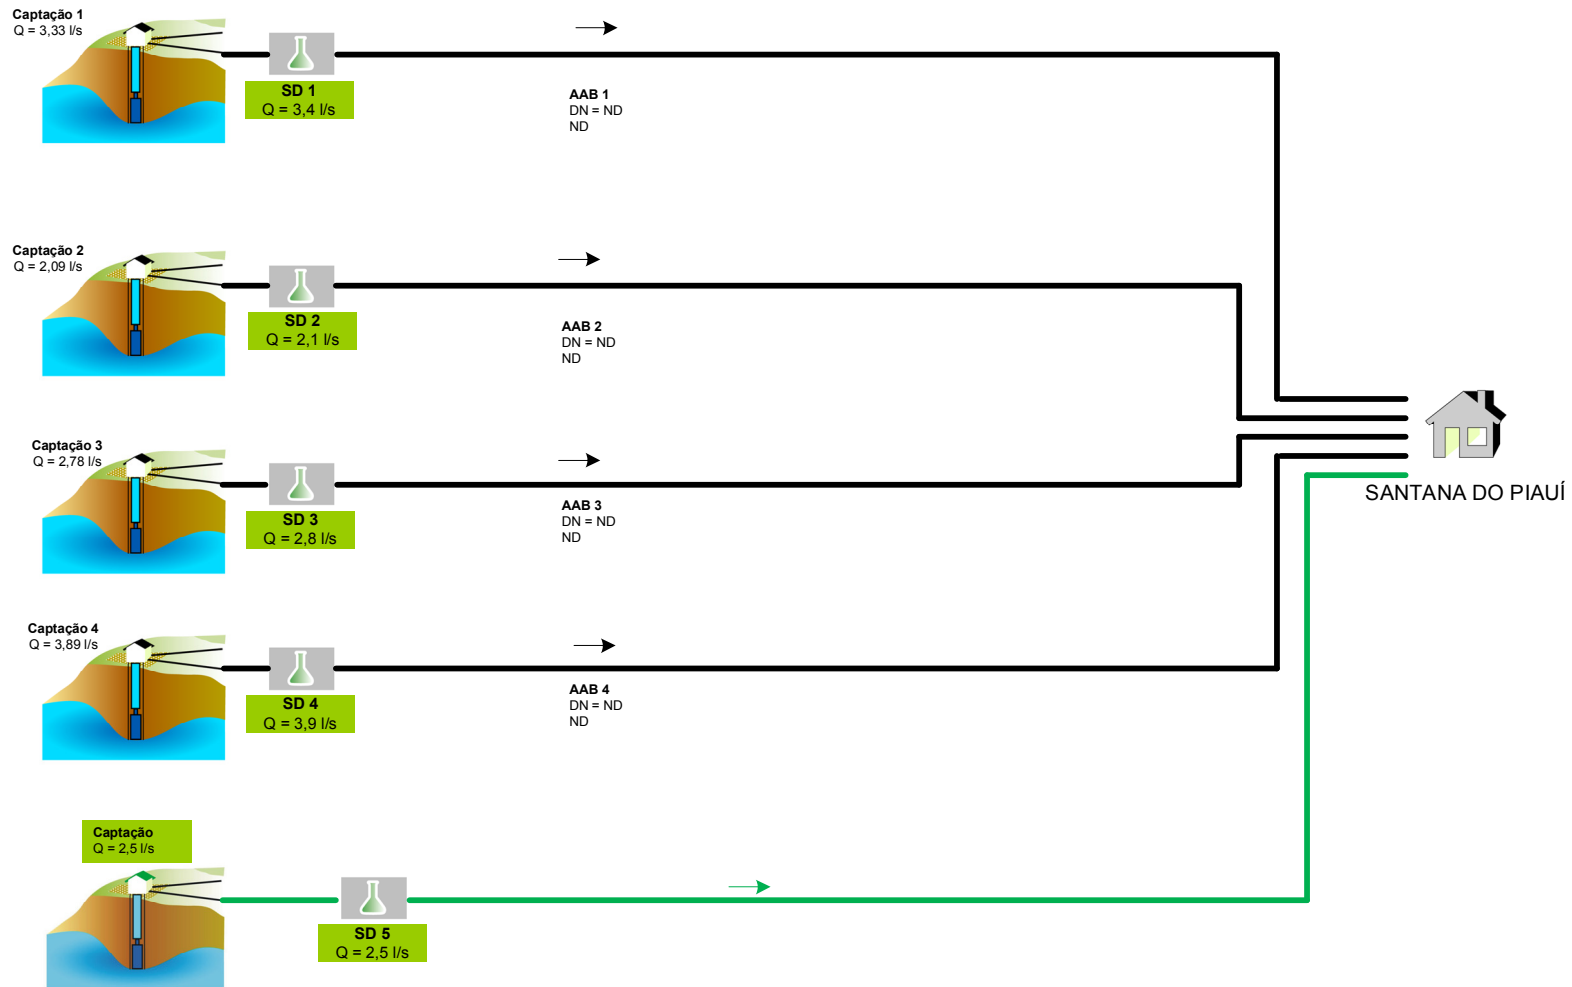 Captação 1
Q = 3,33 l/s
SD 1
Q = 3,4 l/s
AAB 1
DN = ND
ND
Captação 2
Q = 2,09 l/s
SD 2
Q = 2,1 l/s
AAB 2
DN = ND
ND
Captação 3
Q = 2,78 l/s
SD 3
Q = 2,8 l/s
AAB 3
DN = ND
ND
SANTANA DO PIAUÍ
Captação 4
Q = 3,89 l/s
SD 4
Q = 3,9 l/s
AAB 4
DN = ND
ND
Captação
Q = 2,5 l/s
SD 5
Q = 2,5 l/s